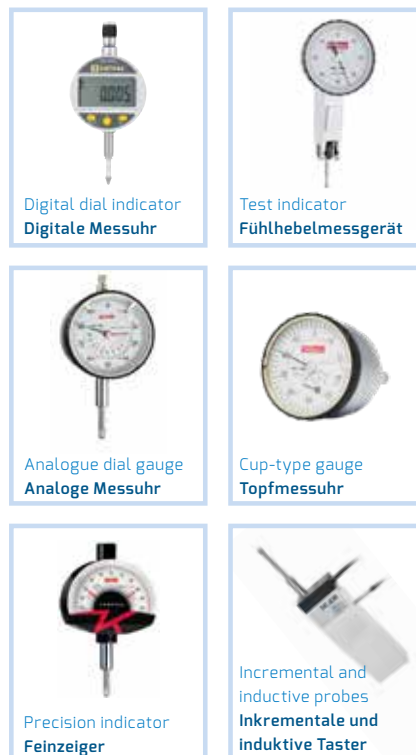 0.005
Digital dial indicator
Digitale Messuhr
Test indicator
Fühlhebelmessgerät
Analogue dial gauge
Analoge Messuhr
Cup-type gauge
Topfmessuhr
Precision indicator
Feinzeiger
Incremental and
inductive probes
Inkrementale und
induktive Taster